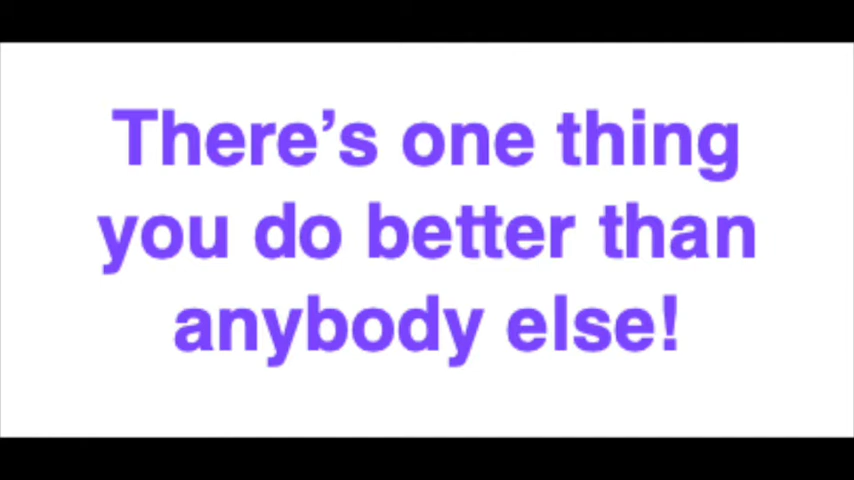 There’s one thing
you do better than
anybody else!